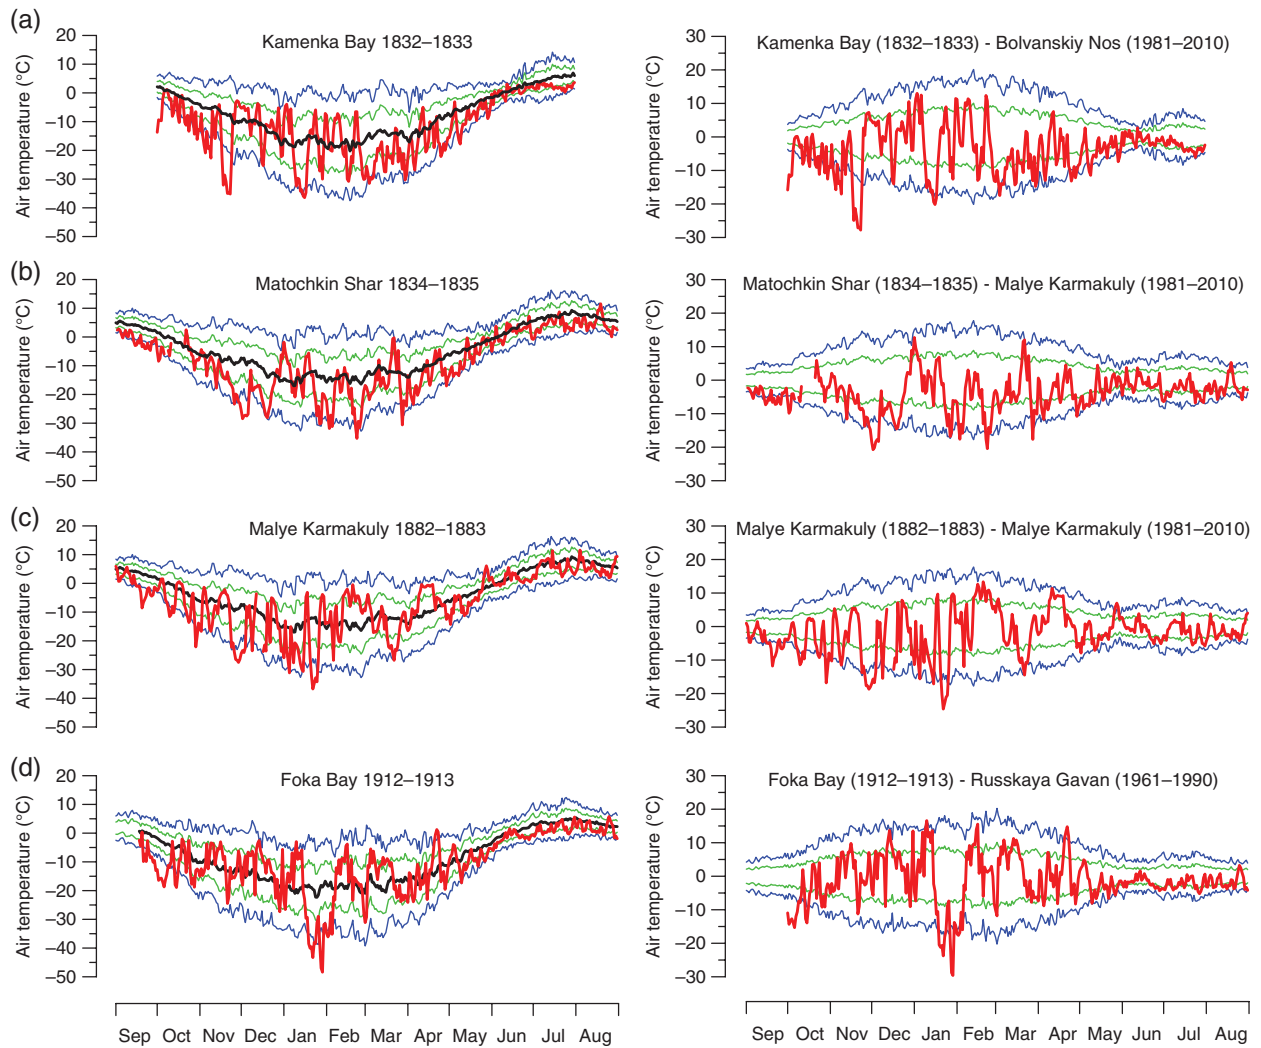 (a)
Kamenka Bay 1832–1833
Air temperature (°C)
20
10
0
−10
−20
−30
−40
−50
Kamenka Bay (1832–1833) - Bolvanskiy Nos (1981–2010)
Air temperature (°C)
30
20
10
0
−10
−20
−30
(b)
Matochkin Shar 1834–1835
Air temperature (°C)
20
10
0
−10
−20
−30
−40
−50
Matochkin Shar (1834–1835) - Malye Karmakuly (1981–2010)
Air temperature (°C)
30
20
10
0
−10
−20
−30
(c)
Malye Karmakuly 1882–1883
Air temperature (°C)
20
10
0
−10
−20
−30
−40
−50
Malye Karmakuly (1882–1883) - Malye Karmakuly (1981–2010)
Air temperature (°C)
30
20
10
0
−10
−20
−30
(d)
Foka Bay 1912–1913
Air temperature (°C)
20
10
0
−10
−20
−30
−40
−50
Foka Bay (1912–1913) - Russkaya Gavan (1961–1990)
Air temperature (°C)
30
20
10
0
−10
−20
−30
Sep Oct Nov Dec Jan Feb Mar Apr May Jun Jul Aug
Sep Oct Nov Dec Jan Feb Mar Apr May Jun Jul Aug